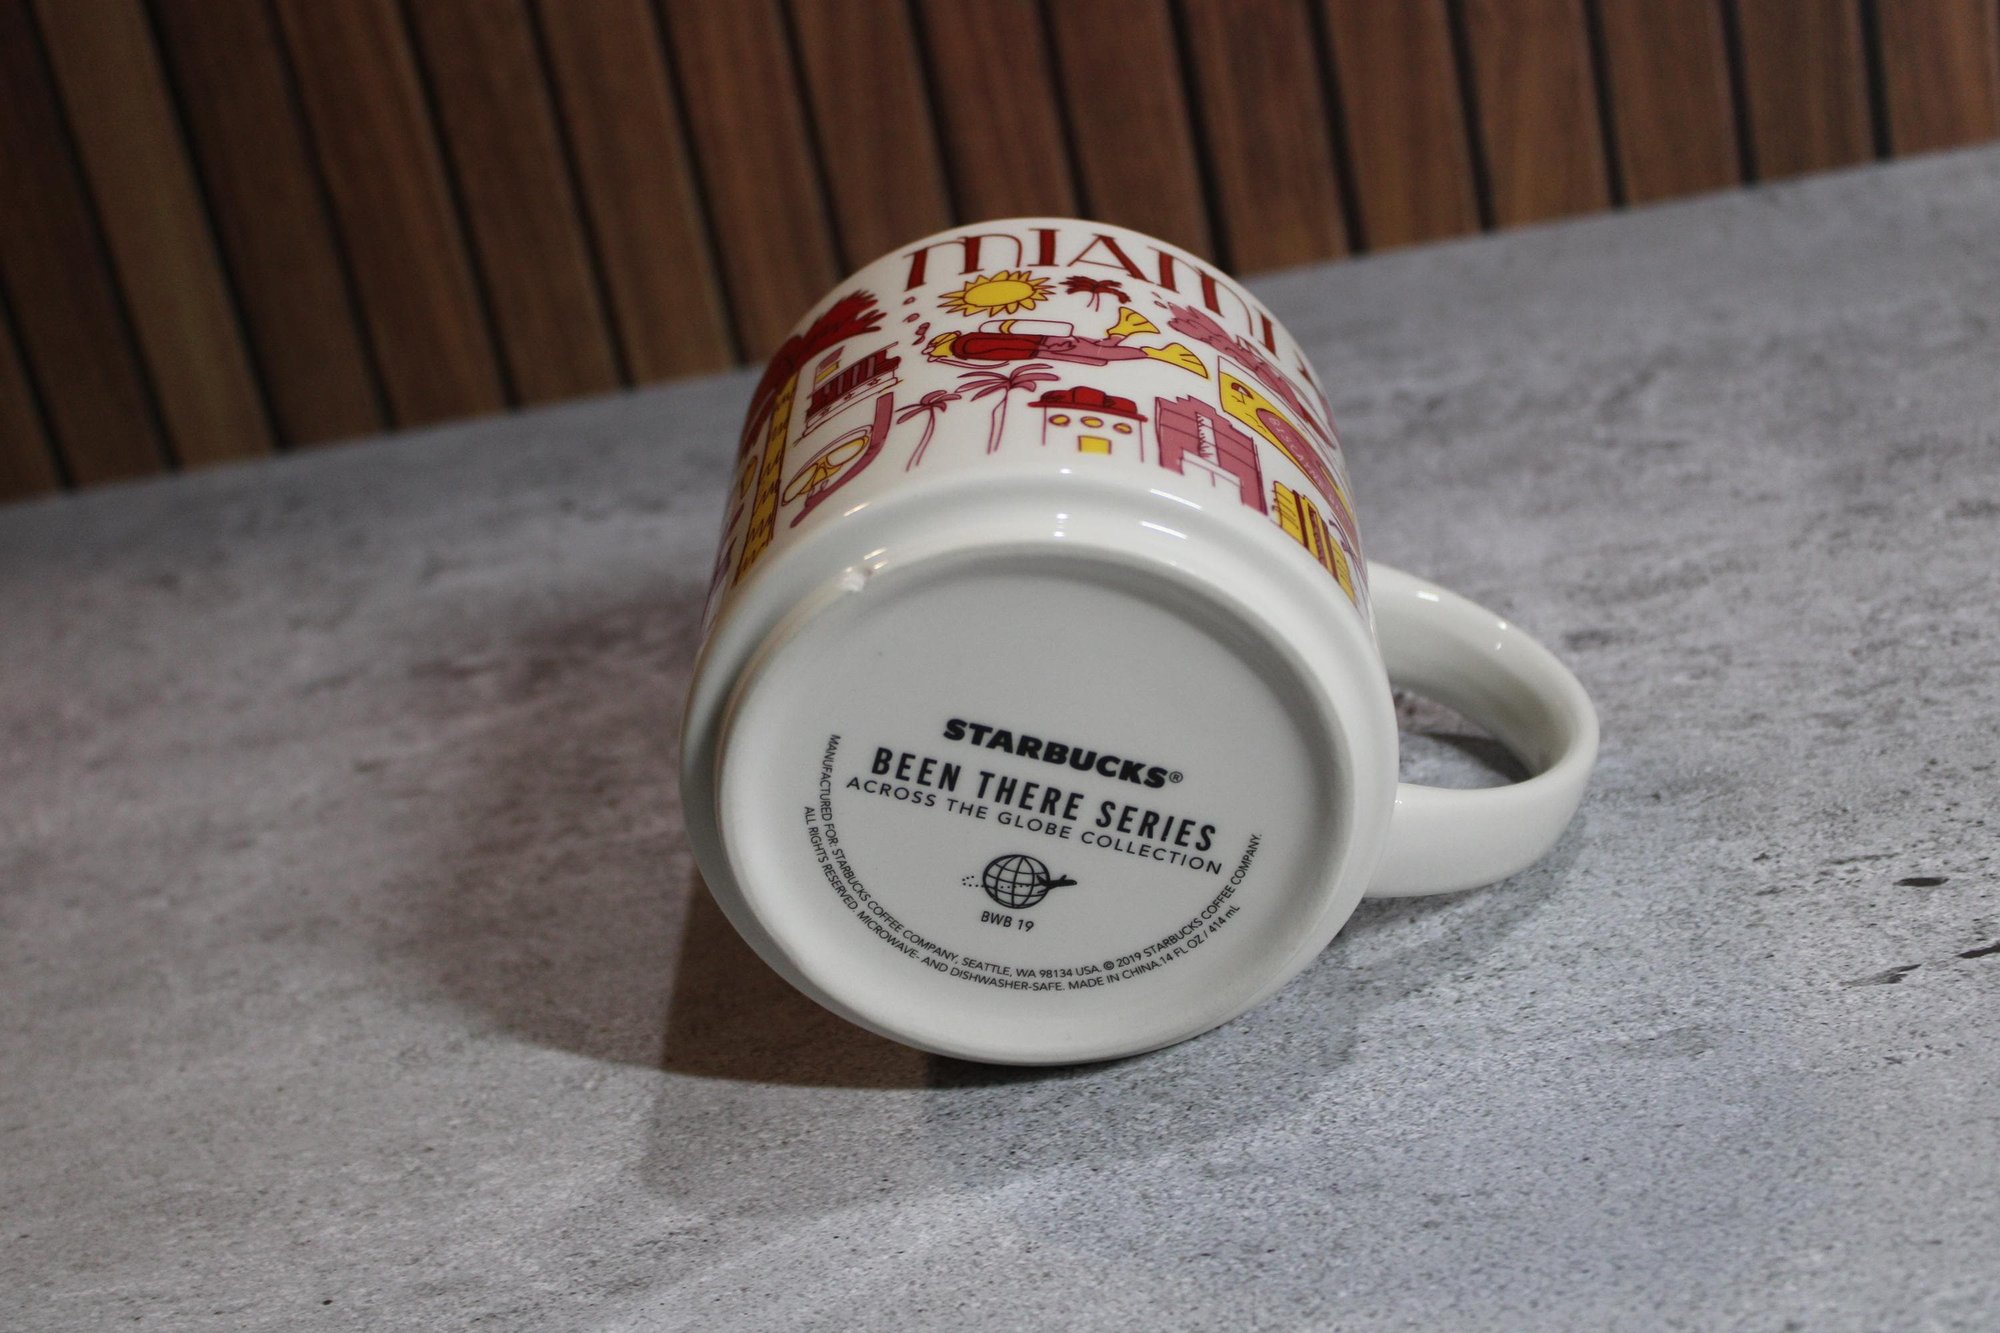 MIAMI
STARBUCKS®
BEEN THERE SERIES
ACROSS THE GLOBE COLLECTION
BWB 19
MANUFACTURED FOR: STARBUCKS COFFEE COMPANY, SEATTLE, WA 98134 USA. © 2019 STARBUCKS COFFEE COMPANY.
ALL RIGHTS RESERVED. MICROWAVE- AND DISHWASHER-SAFE. MADE IN CHINA.14 FL OZ / 414 mL